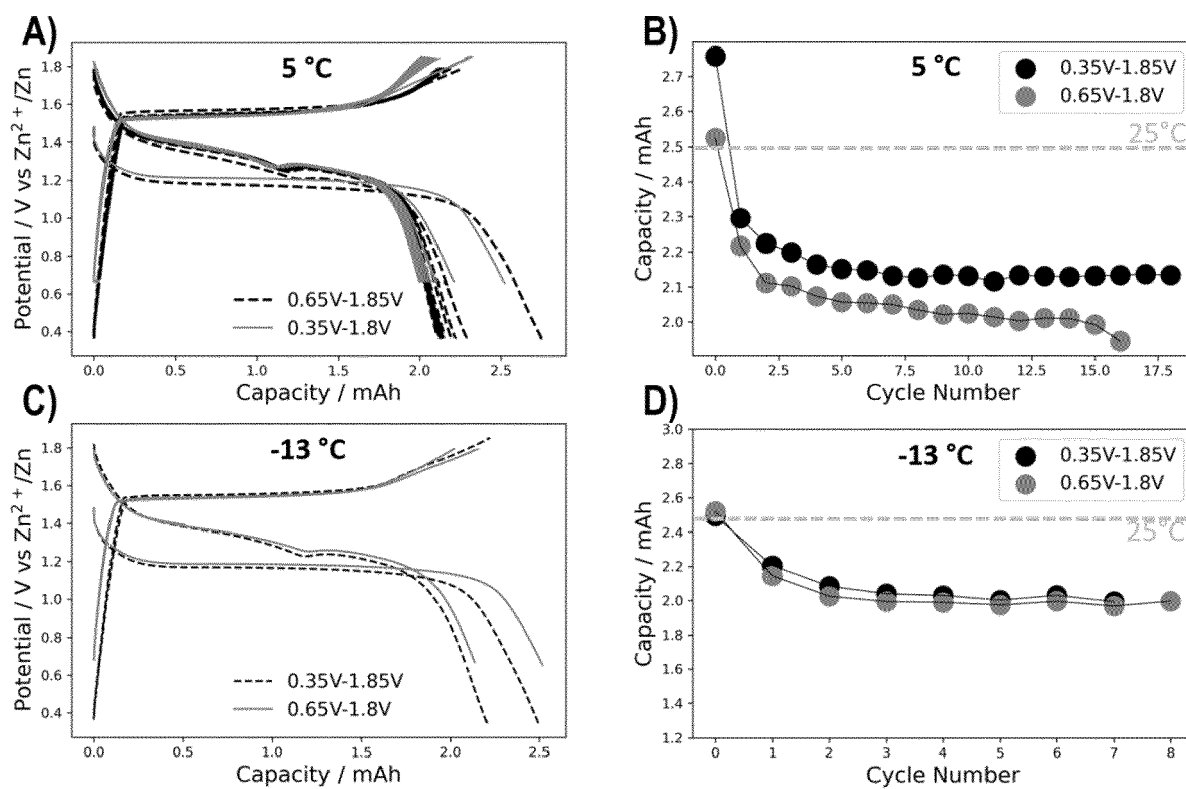 A)
5 °C
Potential / V vs Zn2+/Zn
1.8
1.6
1.4
1.2
1.0
0.8
0.6
0.4
0.65V-1.85V
0.35V-1.8V
0.0 0.5 1.0 1.5 2.0 2.5
Capacity / mAh
B)
5 °C
0.35V-1.85V
0.65V-1.8V
25°C
Capacity / mAh
2.7
2.6
2.5
2.4
2.3
2.2
2.1
2.0
0.0 2.5 5.0 7.5 10.0 12.5 15.0 17.5
Cycle Number
C)
-13 °C
Potential / V vs Zn2+/Zn
1.8
1.6
1.4
1.2
1.0
0.8
0.6
0.4
0.35V-1.85V
0.65V-1.8V
0.0 0.5 1.0 1.5 2.0 2.5
Capacity / mAh
D)
-13 °C
0.35V-1.85V
0.65V-1.8V
25°C
Capacity / mAh
3.0
2.8
2.6
2.4
2.2
2.0
1.8
1.6
1.4
1.2
0 1 2 3 4 5 6 7 8
Cycle Number